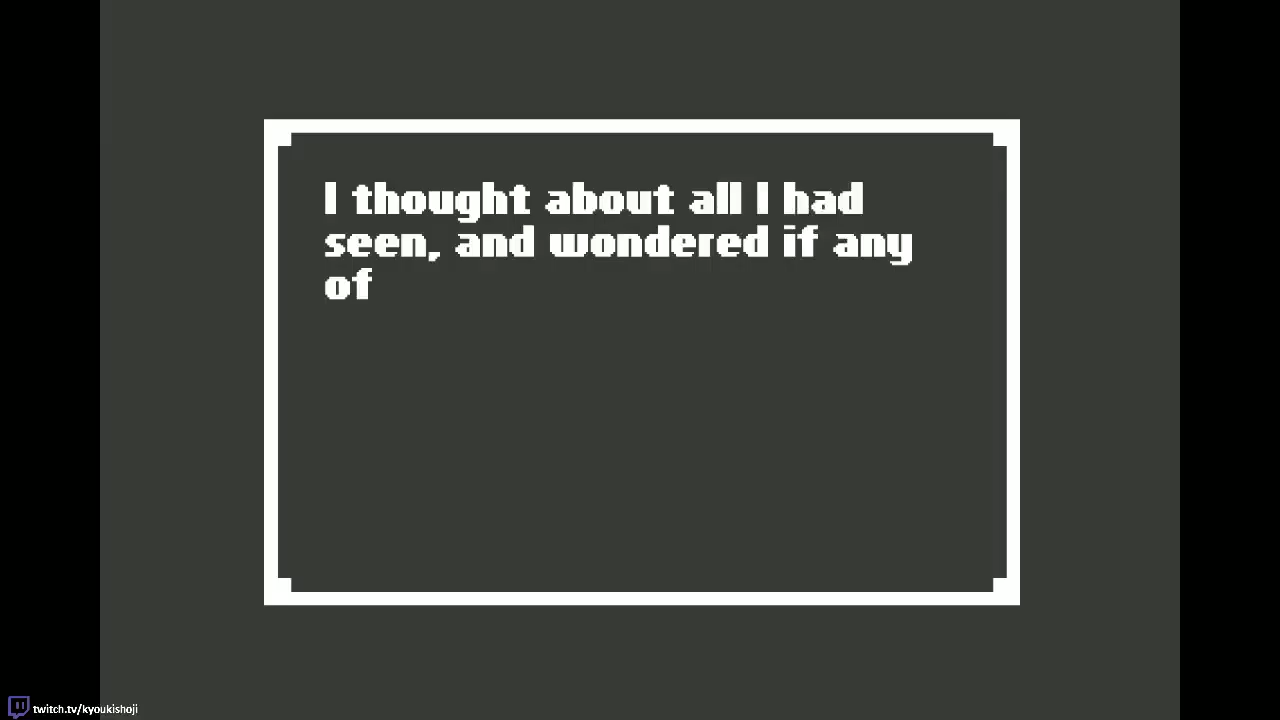 I thought about all I had
seen, and wondered if any
of
twitch.tv/kyoukishoji